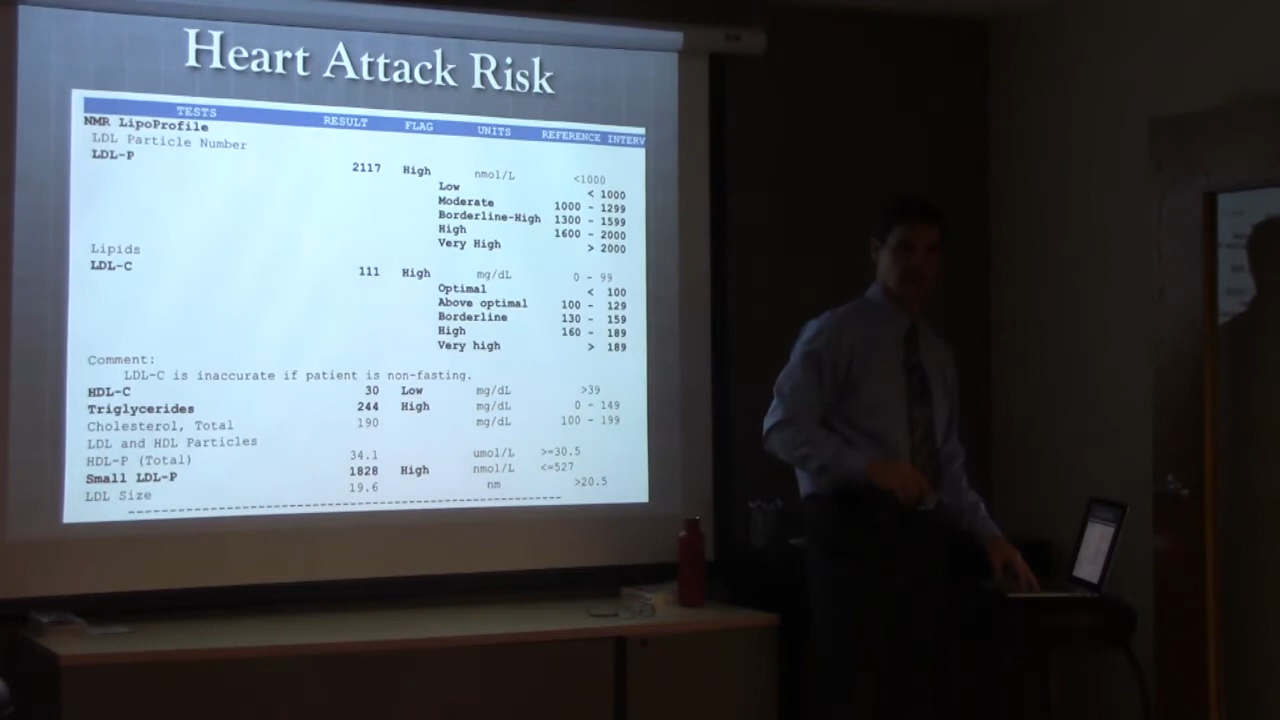 Heart Attack Risk
TESTS RESULT FLAG UNITS REFERENCE INTERV
NMR LipoProfile
LDL Particle Number
LDL-P 2117 High nmol/L <1000
Low < 1000
Moderate 1000 - 1299
Borderline-High 1300 - 1599
High 1600 - 2000
Very High > 2000
Lipids
LDL-C 111 High mg/dL 0 - 99
Optimal < 100
Above optimal 100 - 129
Borderline 130 - 159
High 160 - 189
Very high > 189
Comment:
LDL-C is inaccurate if patient is non-fasting.
HDL-C 30 Low mg/dL >39
Triglycerides 244 High mg/dL 0 - 149
Cholesterol, Total 190 mg/dL 100 - 199
LDL and HDL Particles
HDL-P (Total) 34.1 umol/L >=30.5
Small LDL-P 1828 High nmol/L <=527
LDL Size 19.6 nm >20.5